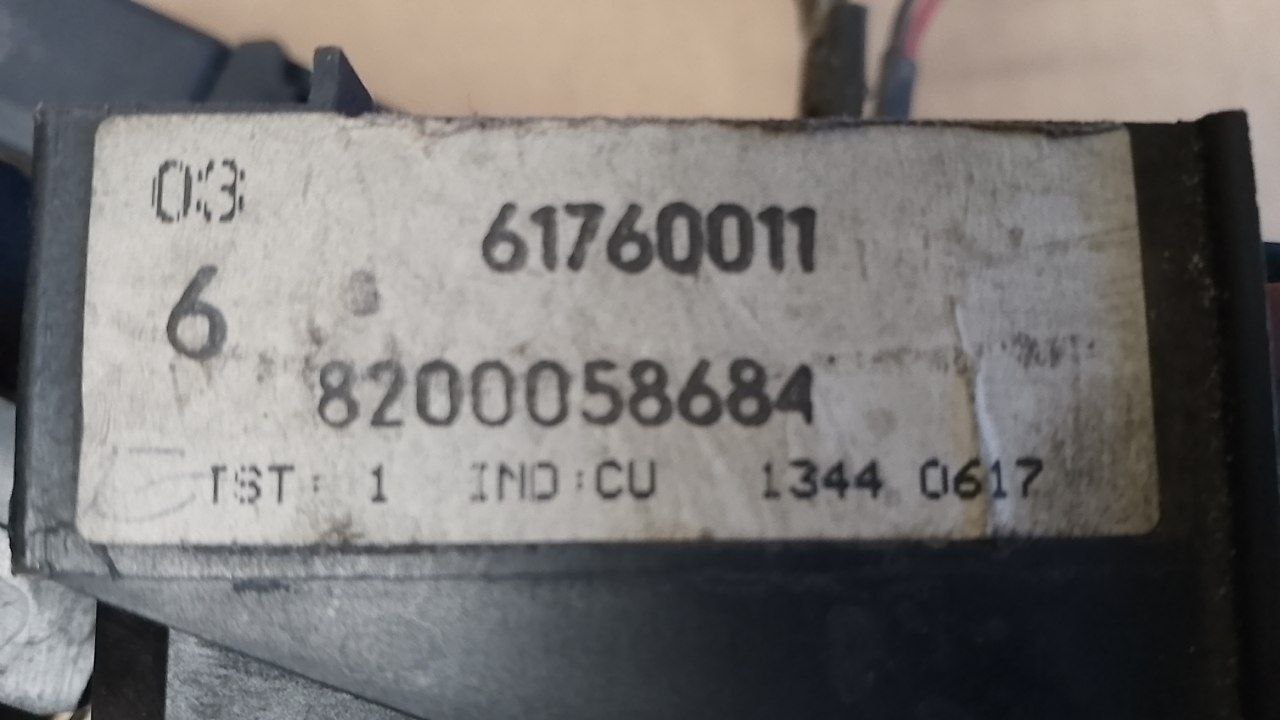 03
61760011
6
8200058684
TST: 1 IND:CU 1344 0617